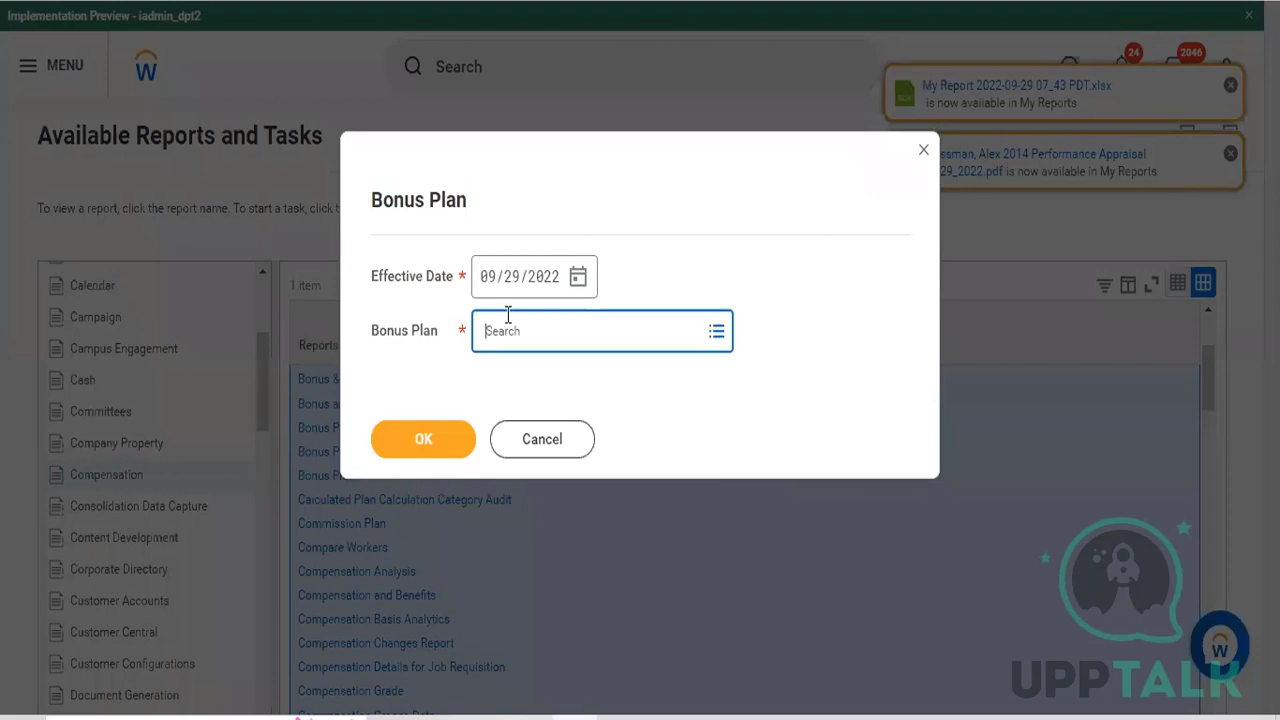 Implementation Preview - iadmin_dpt2
MENU
Search
24
2046
My Report 2022-09-29 07_43 PDT.xlsx
is now available in My Reports
ssman, Alex 2014 Performance Appraisal
29_2022.pdf is now available in My Reports
Available Reports and Tasks
To view a report, click the report name. To start a task, click
Bonus Plan
Effective Date *
09/29/2022
Bonus Plan *
Search
OK
Cancel
1 item
Reports
Calendar
Campaign
Campus Engagement
Cash
Committees
Company Property
Compensation
Consolidation Data Capture
Content Development
Corporate Directory
Customer Accounts
Customer Central
Customer Configurations
Document Generation
Bonus &
Bonus
Bonus P
Bonus P
Bonus P
Calculated Plan Calculation Category Audit
Commission Plan
Compare Workers
Compensation Analysis
Compensation and Benefits
Compensation Basis Analytics
Compensation Changes Report
Compensation Details for Job Requisition
Compensation Grade
W
UPPTALK